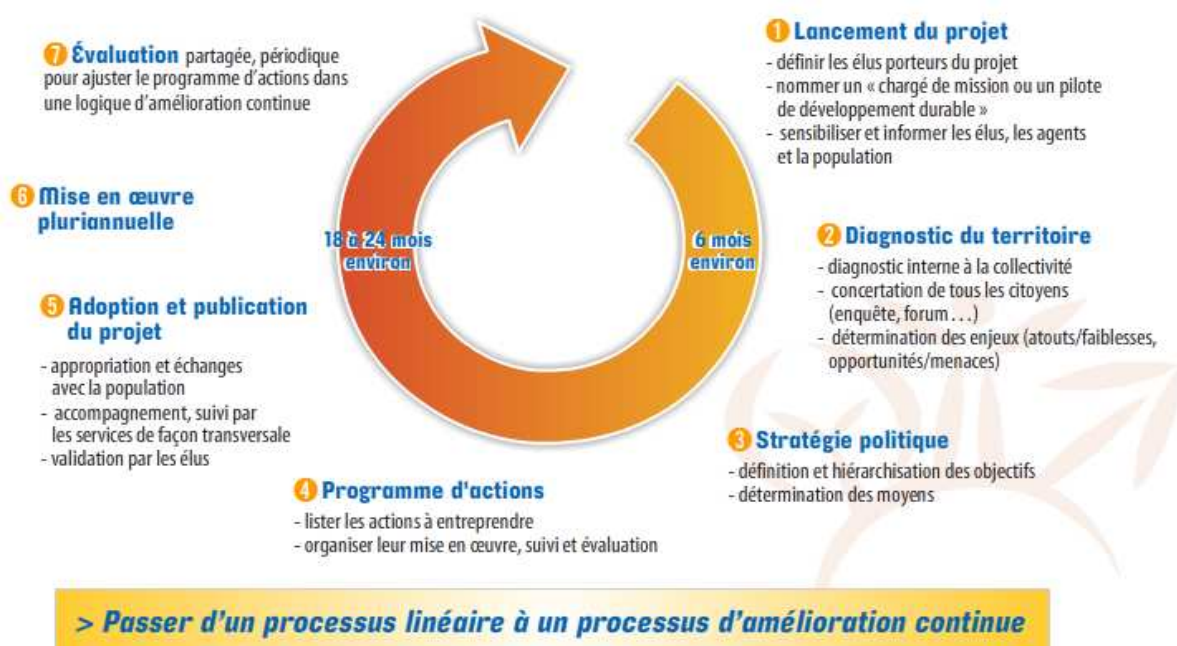 1 Lancement du projet
- définir les élus porteurs du projet
- nommer un « chargé de mission ou un pilote
de développement durable »
- sensibiliser et informer les élus, les agents
et la population
2 Diagnostic du territoire
- diagnostic interne à la collectivité
- concertation de tous les citoyens
(enquête, forum...)
- détermination des enjeux (atouts/faiblesses,
opportunités/menaces)
6 mois
environ
3 Stratégie politique
- définition et hiérarchisation des objectifs
- détermination des moyens
4 Programme d'actions
- lister les actions à entreprendre
- organiser leur mise en œuvre, suivi et évaluation
5 Adoption et publication
du projet
- appropriation et échanges
avec la population
- accompagnement, suivi par
les services de façon transversale
- validation par les élus
18 à 24 mois
environ
6 Mise en œuvre
pluriannuelle
7 Évaluation partagée, périodique
pour ajuster le programme d'actions dans
une logique d'amélioration continue
> Passer d'un processus linéaire à un processus d'amélioration continue